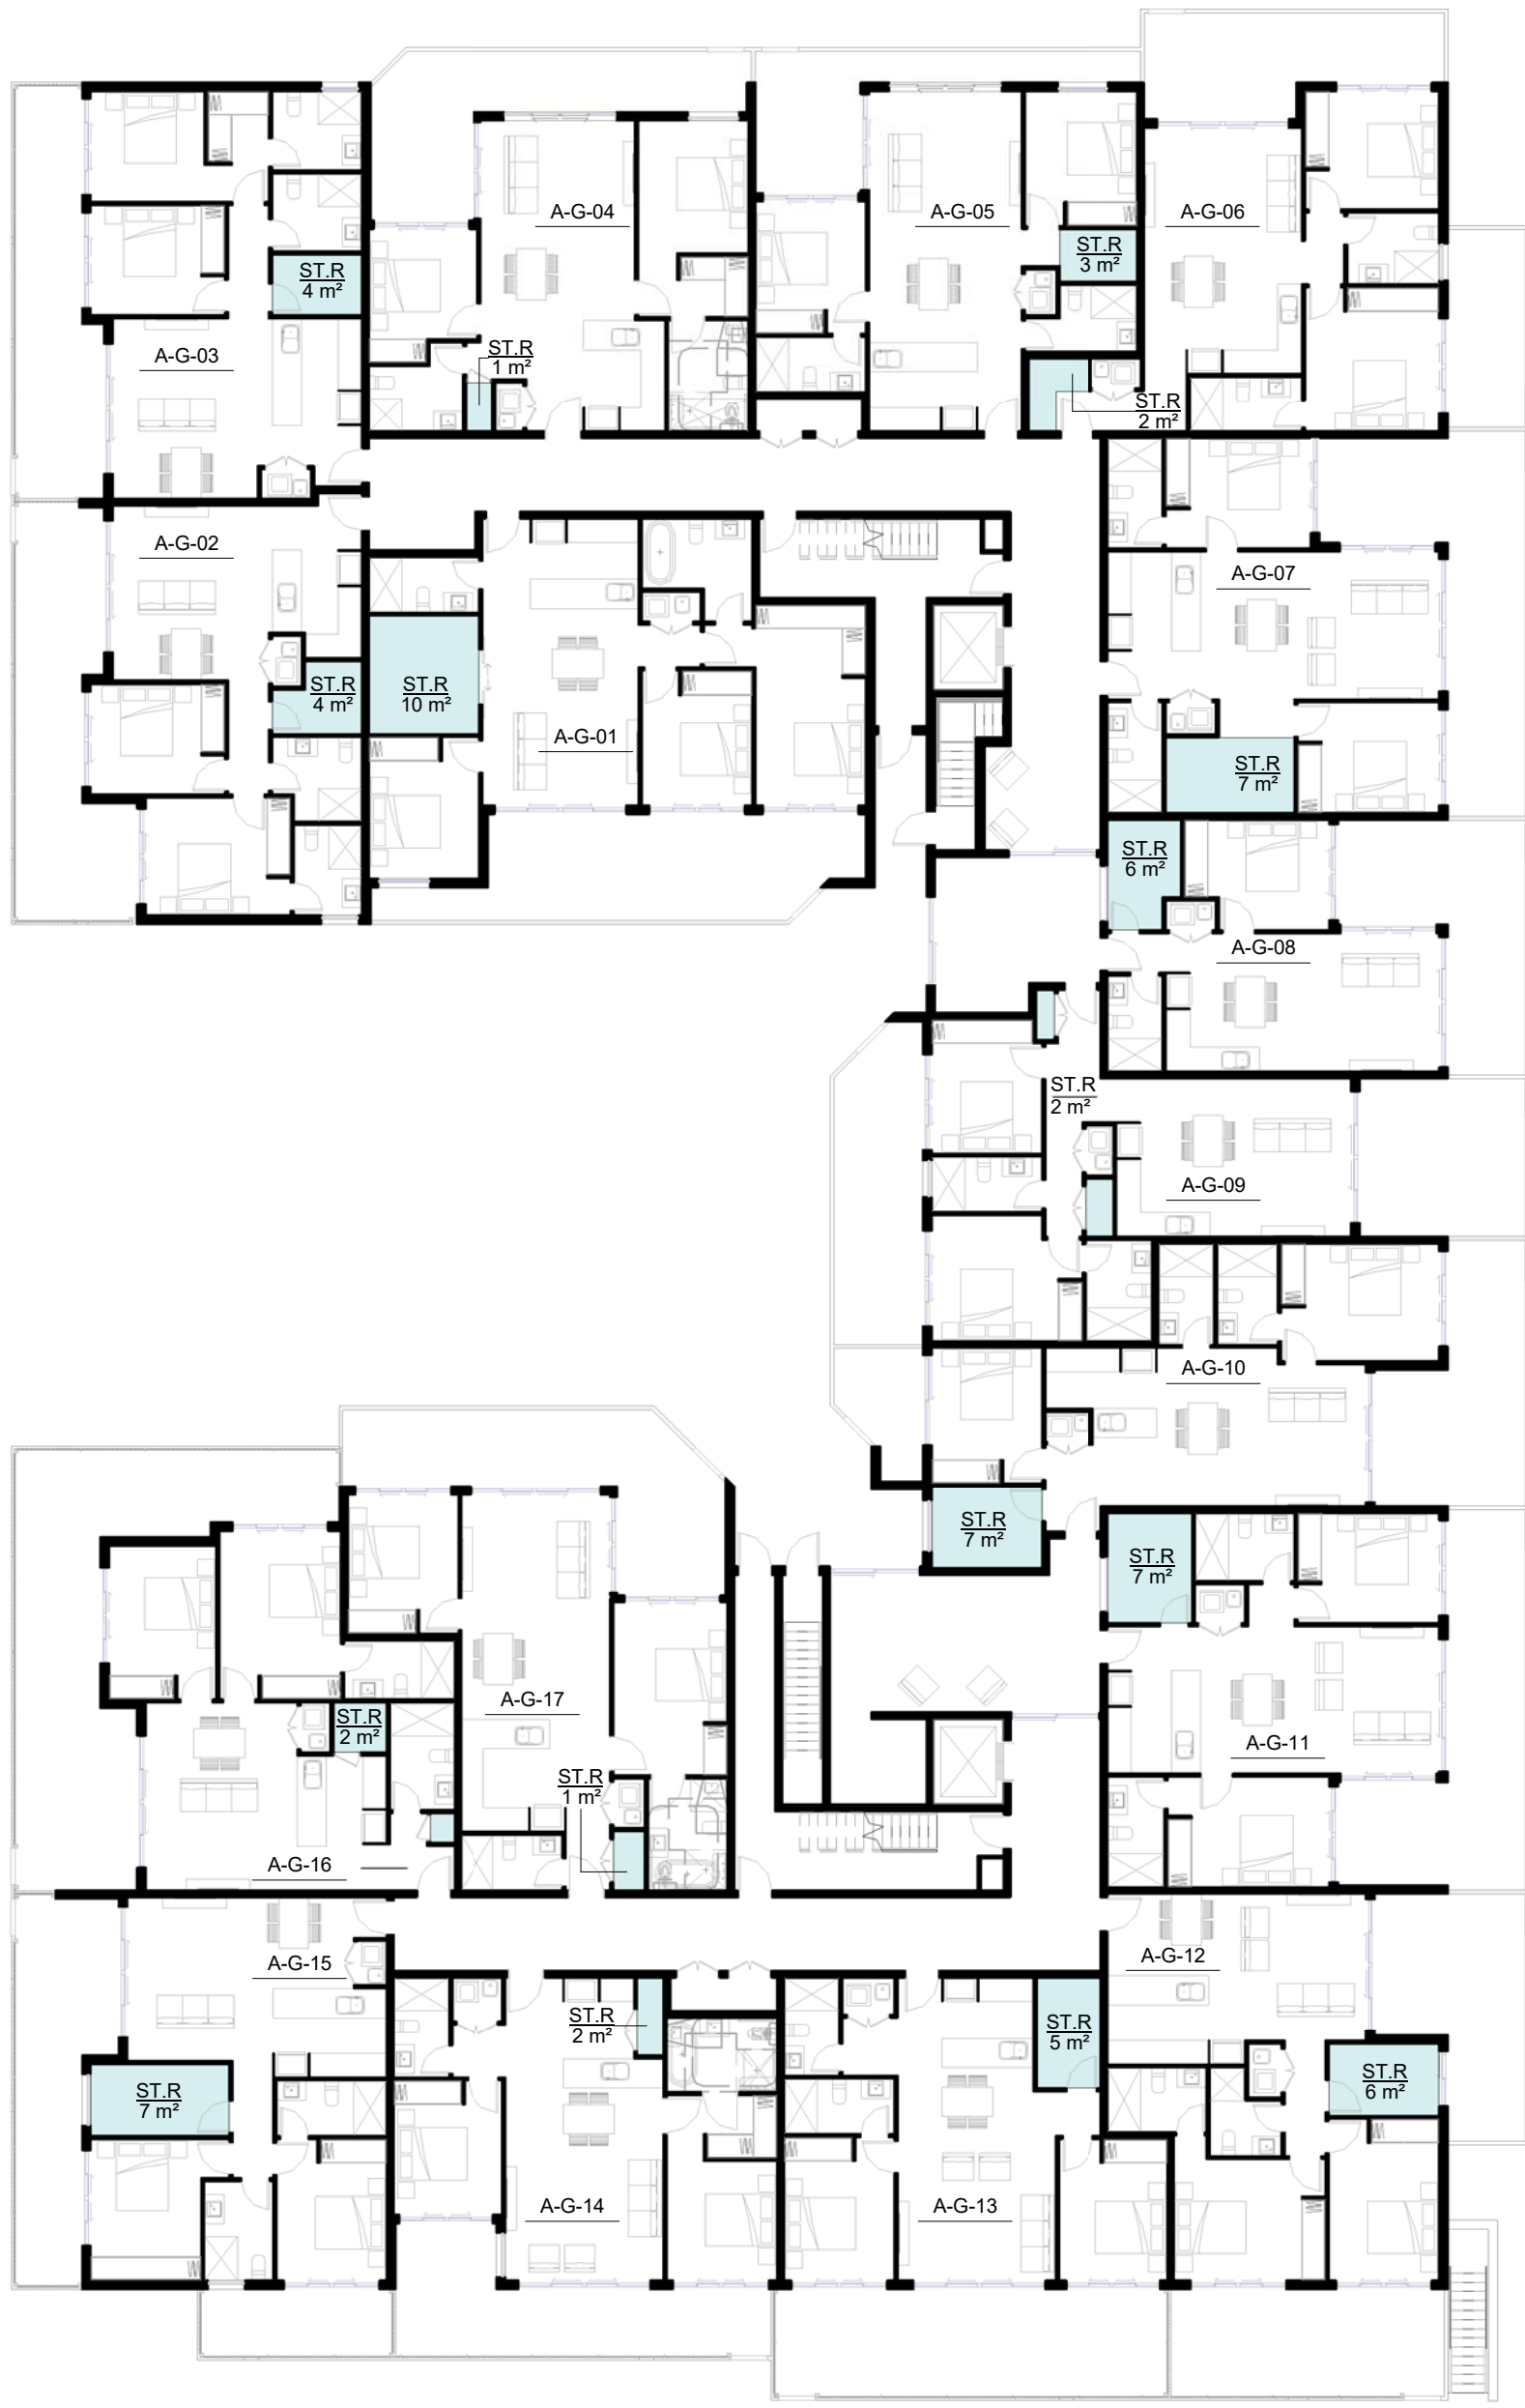 A-G-04
A-G-05
A-G-06
ST.R
3 m²
ST.R
4 m²
A-G-03
ST.R
1 m²
ST.R
2 m²
A-G-02
A-G-07
ST.R
4 m²
ST.R
10 m²
A-G-01
ST.R
7 m²
ST.R
6 m²
A-G-08
ST.R
2 m²
A-G-09
A-G-10
ST.R
7 m²
ST.R
7 m²
A-G-17
ST.R
2 m²
A-G-11
ST.R
1 m²
A-G-16
A-G-15
A-G-12
ST.R
2 m²
ST.R
5 m²
ST.R
7 m²
ST.R
6 m²
A-G-14
A-G-13